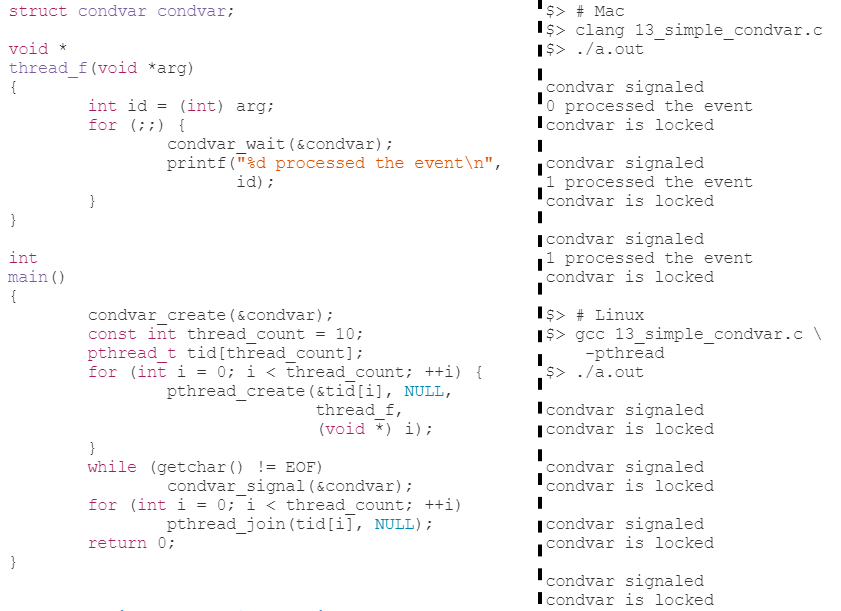 struct condvar condvar;
void *
thread_f(void *arg)
{
        int id = (int) arg;
        for (;;) {
                condvar_wait(&condvar);
                printf("%d processed the event\n",
                       id);
        }
}
int
main()
{
        condvar_create(&condvar);
        const int thread_count = 10;
        pthread_t tid[thread_count];
        for (int i = 0; i < thread_count; ++i) {
                pthread_create(&tid[i], NULL,
                               thread_f,
                               (void *) i);
        }
        while (getchar() != EOF)
                condvar_signal(&condvar);
        for (int i = 0; i < thread_count; ++i)
                pthread_join(tid[i], NULL);
        return 0;
}
$> # Mac
$> clang 13_simple_condvar.c
$> ./a.out
condvar signaled
0 processed the event
condvar is locked
condvar signaled
1 processed the event
condvar is locked
condvar signaled
1 processed the event
condvar is locked
$> # Linux
$> gcc 13_simple_condvar.c \
    -pthread
$> ./a.out
condvar signaled
condvar is locked
condvar signaled
condvar is locked
condvar signaled
condvar is locked
condvar signaled
condvar is locked